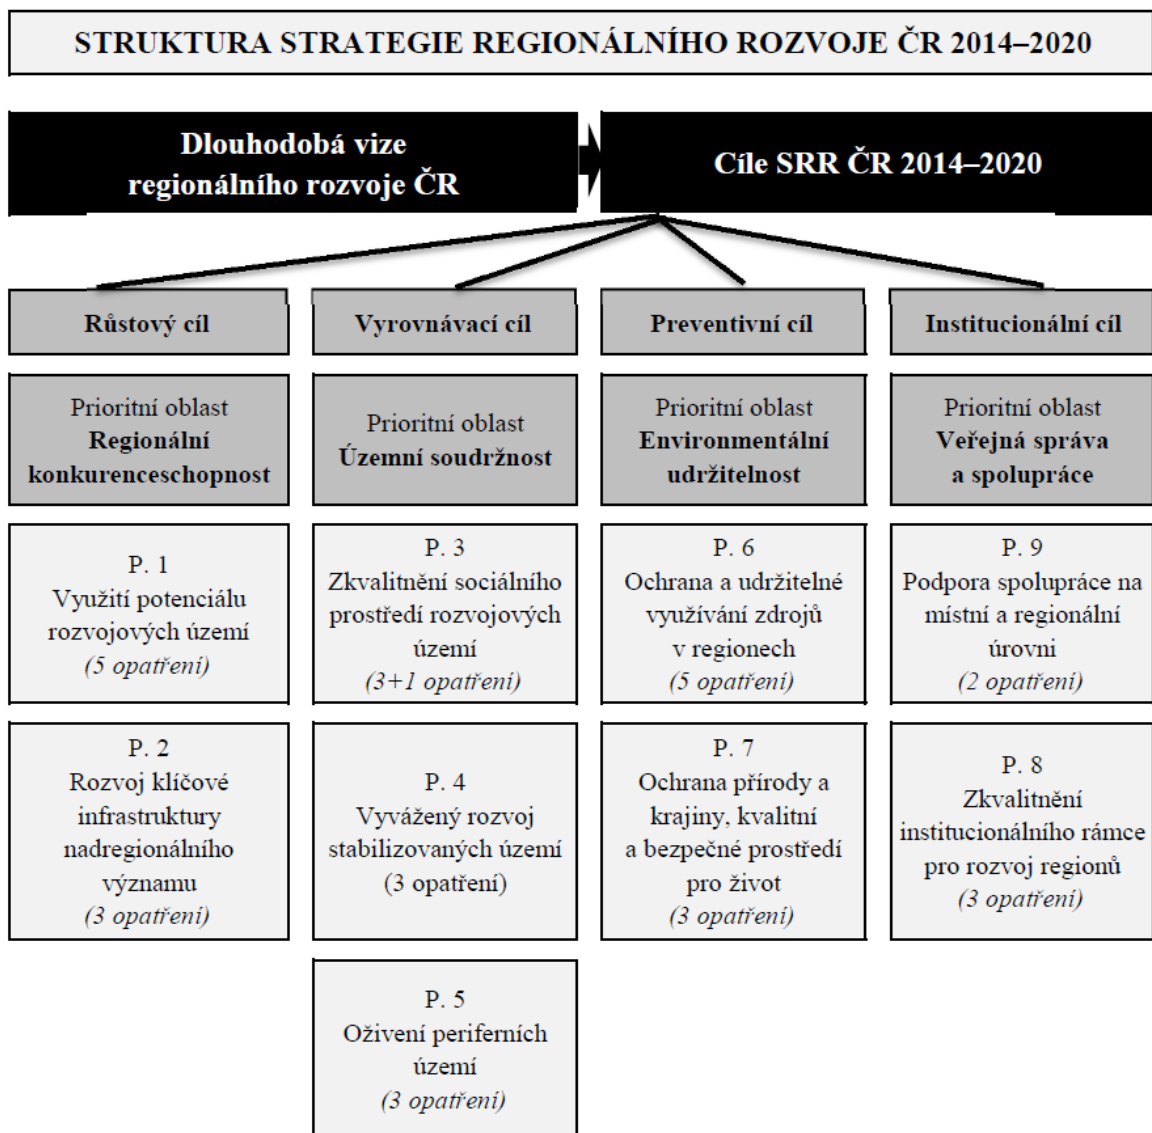 STRUKTURA STRATEGIE REGIONÁLNÍHO ROZVOJE ČR 2014–2020
Dlouhodobá vize
regionálního rozvoje ČR
Cíle SRR ČR 2014–2020
Růstový cíl
Vyrovnávací cíl
Preventivní cíl
Institucionální cíl
Prioritní oblast
Regionální
konkurenceschopnost
Prioritní oblast
Územní soudržnost
Prioritní oblast
Environmentální
udržitelnost
Prioritní oblast
Veřejná správa
a spolupráce
P. 1
Využití potenciálu
rozvojových území
(5 opatření)
P. 3
Zkvalitnění sociálního
prostředí rozvojových
území
(3+1 opatření)
P. 6
Ochrana a udržitelné
využívání zdrojů
v regionech
(5 opatření)
P. 9
Podpora spolupráce na
místní a regionální
úrovni
(2 opatření)
P. 2
Rozvoj klíčové
infrastruktury
nadregionálního
významu
(3 opatření)
P. 4
Vyvážený rozvoj
stabilizovaných území
(3 opatření)
P. 7
Ochrana přírody a
krajiny, kvalitní
a bezpečné prostředí
pro život
(3 opatření)
P. 8
Zkvalitnění
institucionálního rámce
pro rozvoj regionů
(3 opatření)
P. 5
Oživení periferních
území
(3 opatření)